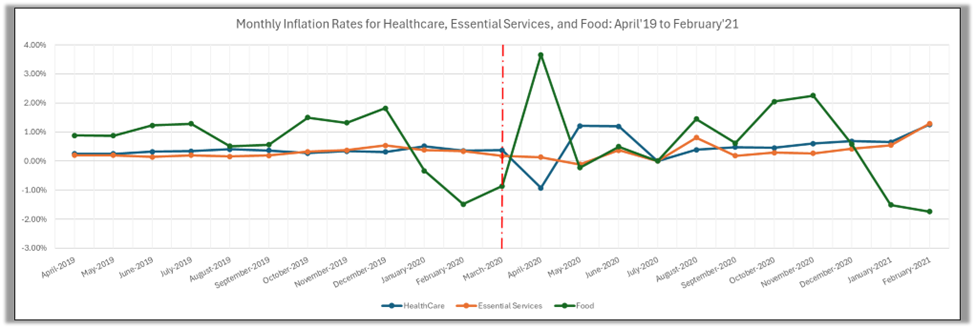 Monthly Inflation Rates for Healthcare, Essential Services, and Food: April'19 to February'21
4.00%
3.00%
2.00%
1.00%
0.00%
-1.00%
-2.00%
-3.00%
April-2019
May-2019
June-2019
July-2019
August-2019
September-2019
October-2019
November-2019
December-2019
January-2020
February-2020
March-2020
April-2020
May-2020
June-2020
July-2020
August-2020
September-2020
October-2020
November-2020
December-2020
January-2021
February-2021
HealthCare Essential Services Food